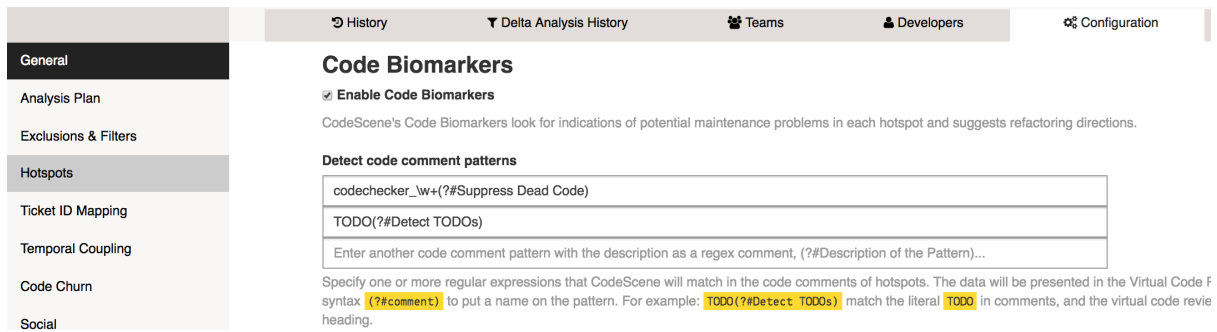 History
Delta Analysis History
Teams
Developers
Configuration
General
Analysis Plan
Exclusions & Filters
Hotspots
Ticket ID Mapping
Temporal Coupling
Code Churn
Social
Code Biomarkers
Enable Code Biomarkers
CodeScene's Code Biomarkers look for indications of potential maintenance problems in each hotspot and suggests refactoring directions.
Detect code comment patterns
codechecker_\w+(?#Suppress Dead Code)
TODO(?#Detect TODOs)
Enter another code comment pattern with the description as a regex comment, (?#Description of the Pattern)...
Specify one or more regular expressions that CodeScene will match in the code comments of hotspots. The data will be presented in the Virtual Code
syntax (?#comment) to put a name on the pattern. For example: TODO(?#Detect TODOs) match the literal TODO in comments, and the virtual code revie
heading.